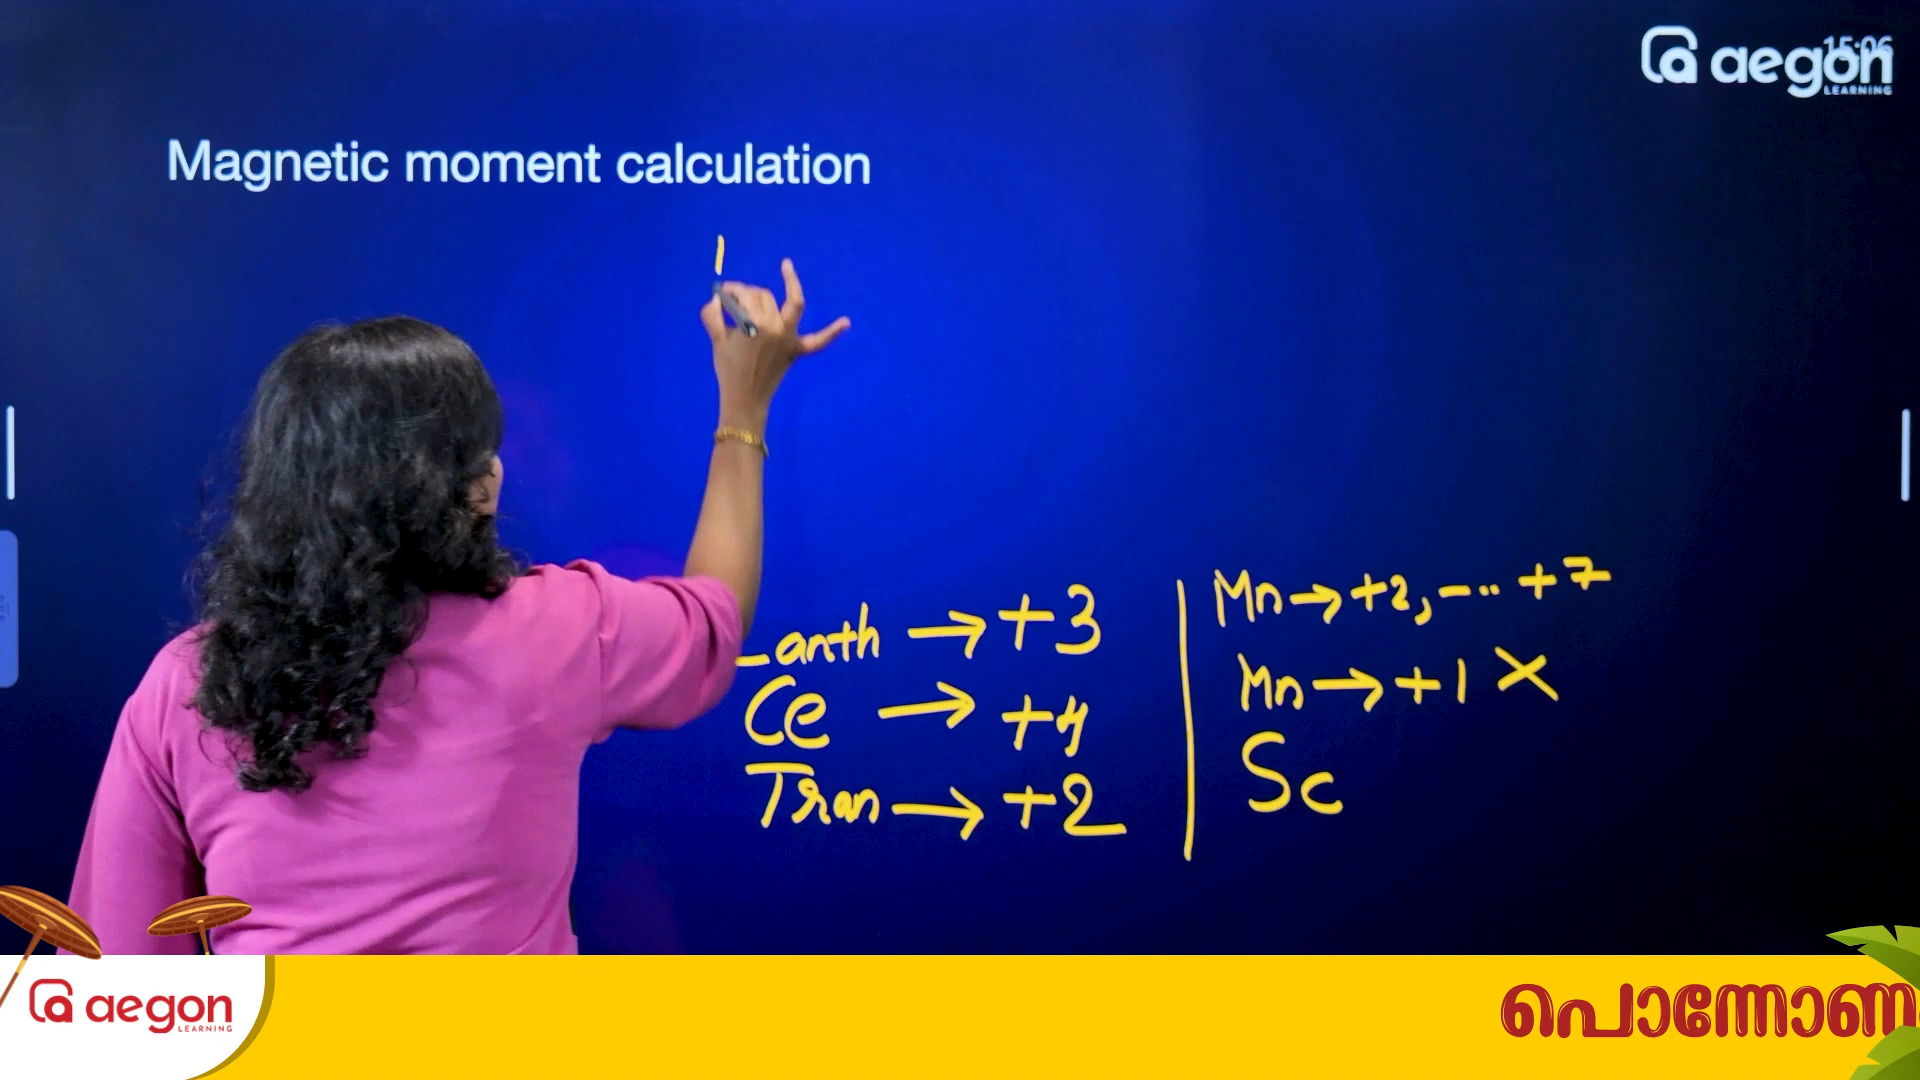 15:06
aegon
LEARNING
Magnetic moment calculation
Lanth → +3
Ce → +4
Tran → +2
Mn → +2, -.. +7
Mn → +1 X
Sc
aegon
LEARNING
പൊന്നോണ